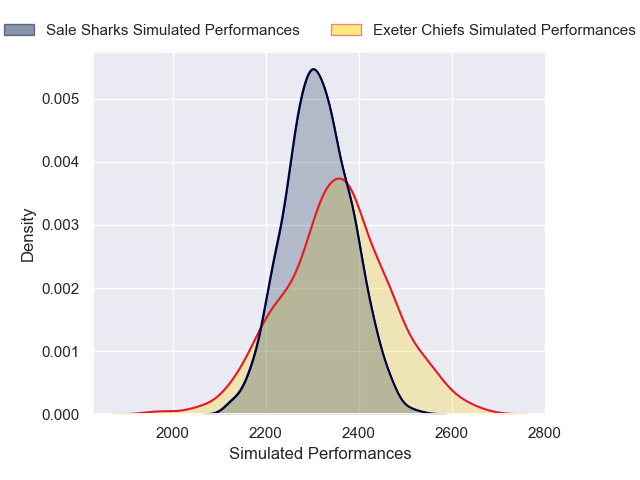 Sale Sharks Simulated Performances Exeter Chiefs Simulated Performances
0.005
0.004
0.003
0.002
0.001
0.000
Density
2000 2200 2400 2600 2800
Simulated Performances